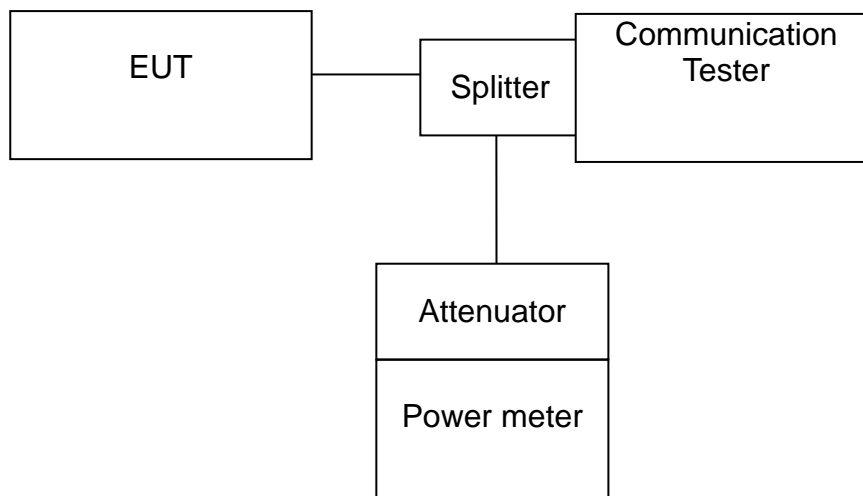 EUT
Splitter
Communication
Tester
Attenuator
Power meter